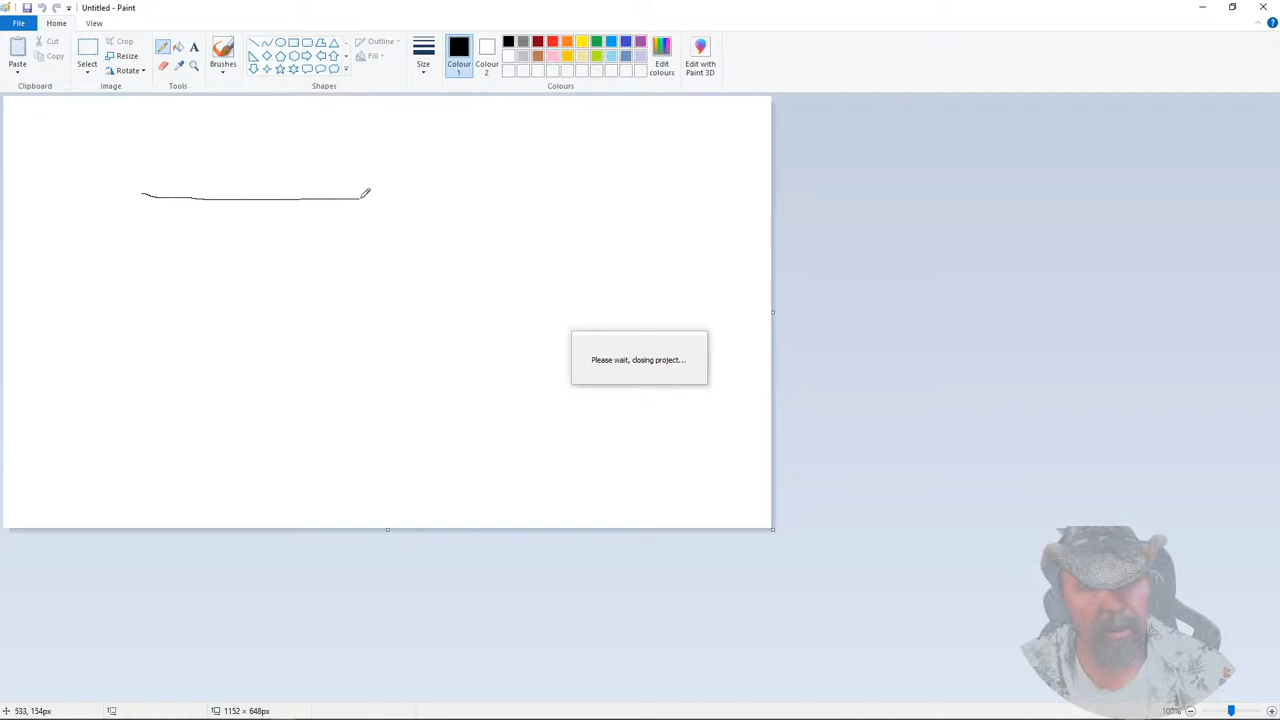 Untitled - Paint
File Home View
Paste
Cut
Copy
Clipboard
Select
Crop
Resize
Rotate
Image
A
Tools
Brushes
Outline
Fill
Shapes
Size
Colour
1
Colour
2
Edit
colours
Edit with
Paint 3D
Colours
Please wait, closing project...
533, 154px
1152 × 648px
100%